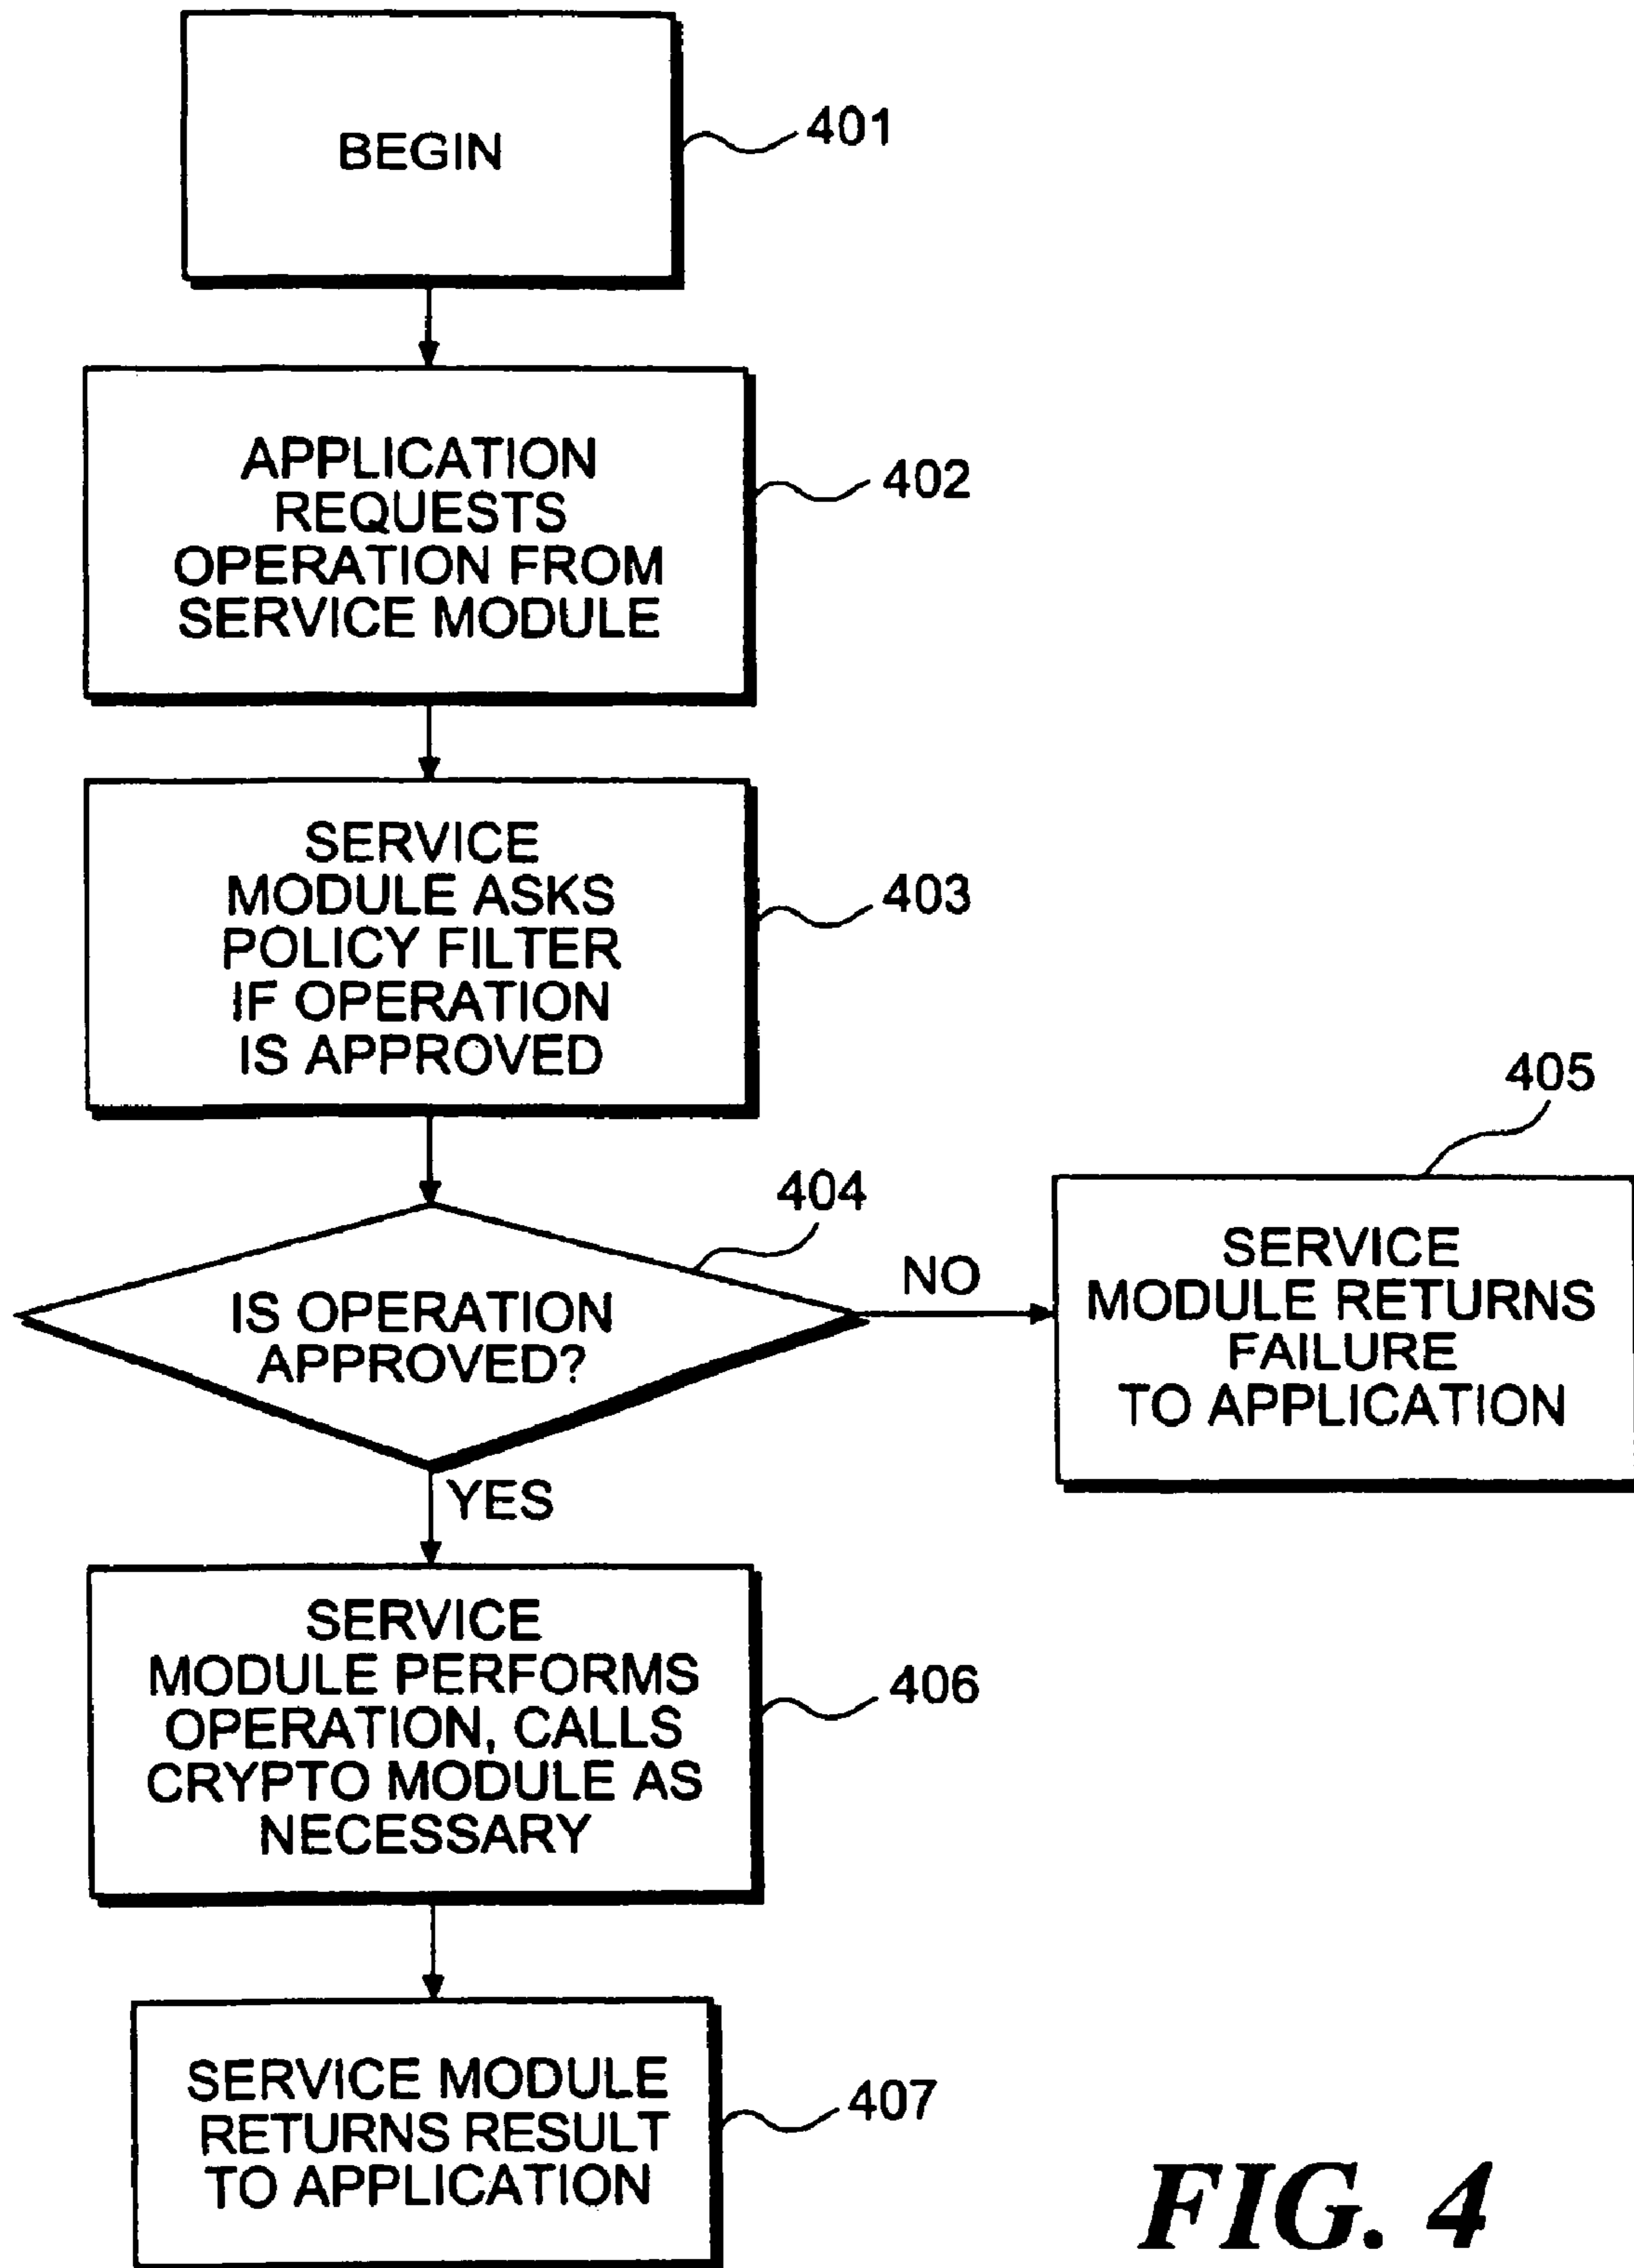 BEGIN
401
APPLICATION
REQUESTS
OPERATION FROM
SERVICE MODULE
402
SERVICE
MODULE ASKS
POLICY FILTER
IF OPERATION
IS APPROVED
403
404
IS OPERATION
APPROVED?
NO
405
SERVICE
MODULE RETURNS
FAILURE
TO APPLICATION
YES
SERVICE
MODULE PERFORMS
OPERATION, CALLS
CRYPTO MODULE AS
NECESSARY
406
SERVICE MODULE
RETURNS RESULT
TO APPLICATION
407
FIG. 4